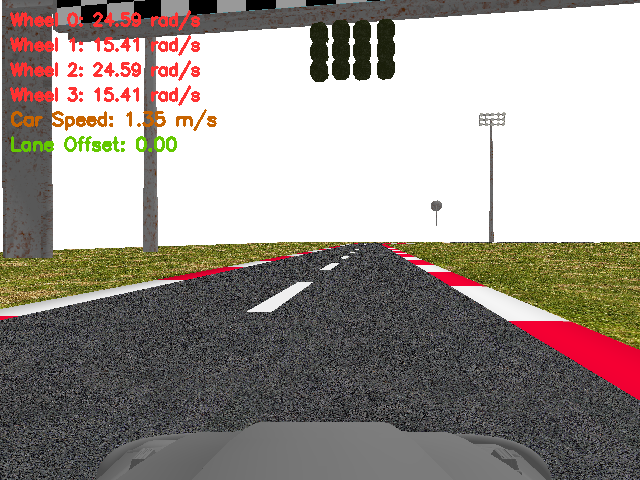 Wheel 0: 24.59 rad/s
Wheel 1: 15.41 rad/s
Wheel 2: 24.59 rad/s
Wheel 3: 15.41 rad/s
Car Speed: 1.35 m/s
Lane Offset: 0.00